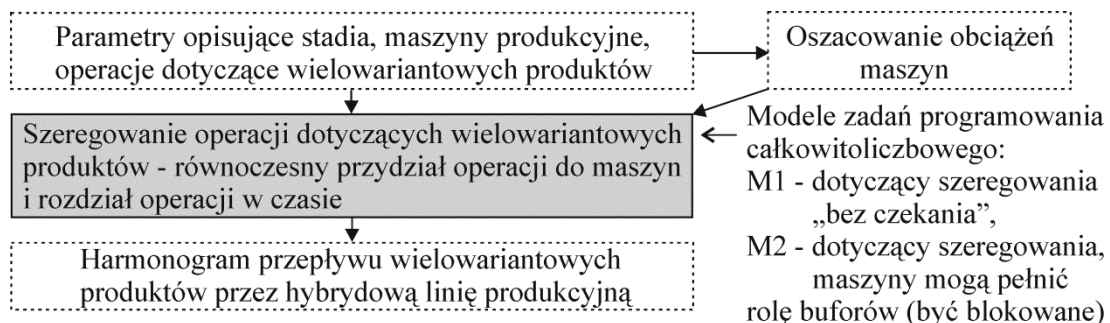 Parametry opisujące stadia, maszyny produkcyjne,
operacje dotyczące wielowariantowych produktów
Oszacowanie obciążeń
maszyn
Szeregowanie operacji dotyczących wielowariantowych
produktów - równoczesny przydział operacji do maszyn
i rozdział operacji w czasie
Modele zadań programowania
całkowitoliczbowego:
M1 - dotyczący szeregowania
„bez czekania”,
M2 - dotyczący szeregowania,
maszyny mogą pełnić
rolę buforów (być blokowane)
Harmonogram przepływu wielowariantowych
produktów przez hybrydową linię produkcyjną